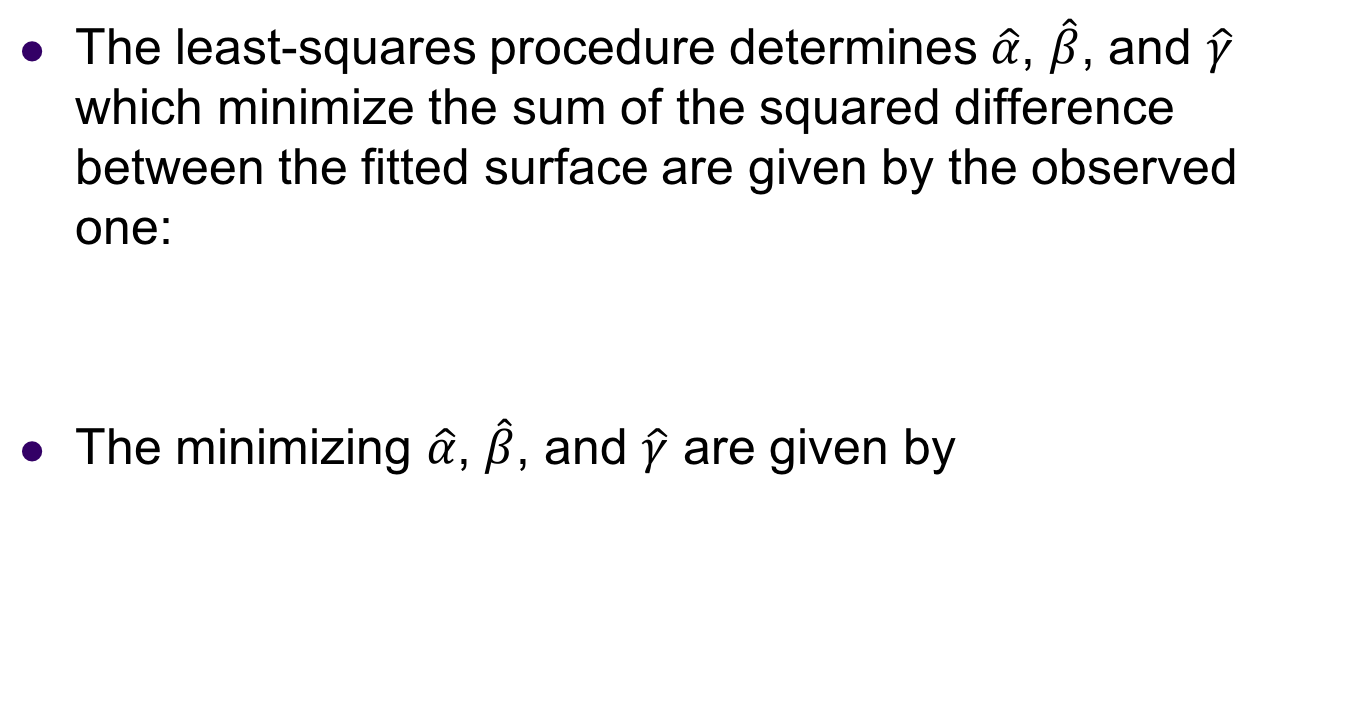 • The least-squares procedure determines α̂, β̂, and γ̂
which minimize the sum of the squared difference
between the fitted surface are given by the observed
one:
• The minimizing α̂, β̂, and γ̂ are given by